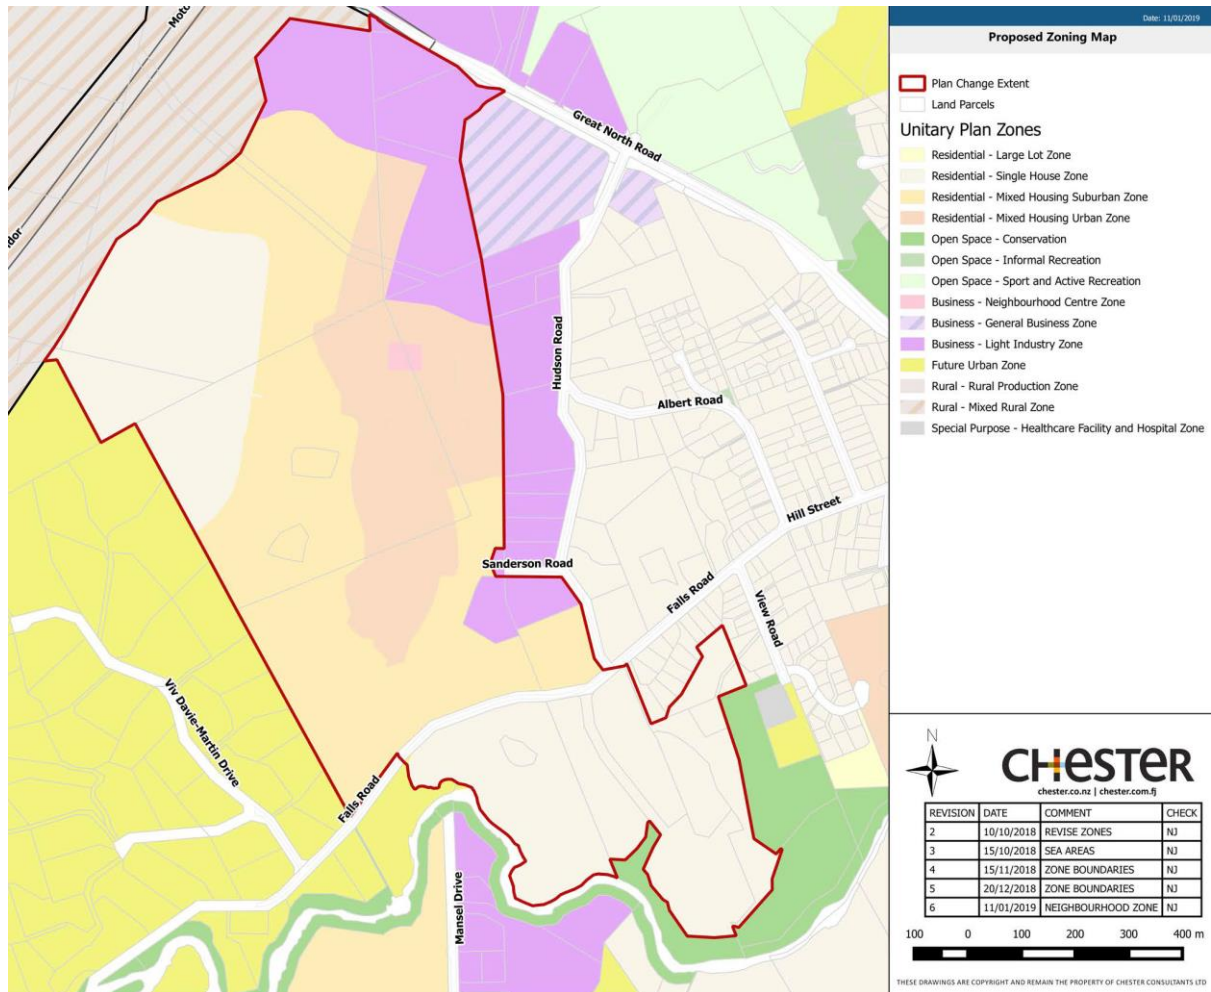 Date: 11/01/2019
Proposed Zoning Map
Plan Change Extent
Land Parcels
Unitary Plan Zones
Residential - Large Lot Zone
Residential - Single House Zone
Residential - Mixed Housing Suburban Zone
Residential - Mixed Housing Urban Zone
Open Space - Conservation
Open Space - Informal Recreation
Open Space - Sport and Active Recreation
Business - Neighbourhood Centre Zone
Business - General Business Zone
Business - Light Industry Zone
Future Urban Zone
Rural - Rural Production Zone
Rural - Mixed Rural Zone
Special Purpose - Healthcare Facility and Hospital Zone
Moto
dor
Great North Road
Hudson Road
Albert Road
Hill Street
Sanderson Road
Falls Road
View Road
Viv Davie-Martin Drive
Falls Road
Mansel Drive
N
CHESTER
chester.co.nz | chester.com.fj
REVISION DATE COMMENT CHECK
2 10/10/2018 REVISE ZONES NJ
3 15/10/2018 SEA AREAS NJ
4 15/11/2018 ZONE BOUNDARIES NJ
5 20/12/2018 ZONE BOUNDARIES NJ
6 11/01/2019 NEIGHBOURHOOD ZONE NJ
100 0 100 200 300 400 m
THESE DRAWINGS ARE COPYRIGHT AND REMAIN THE PROPERTY OF CHESTER CONSULTANTS LTD